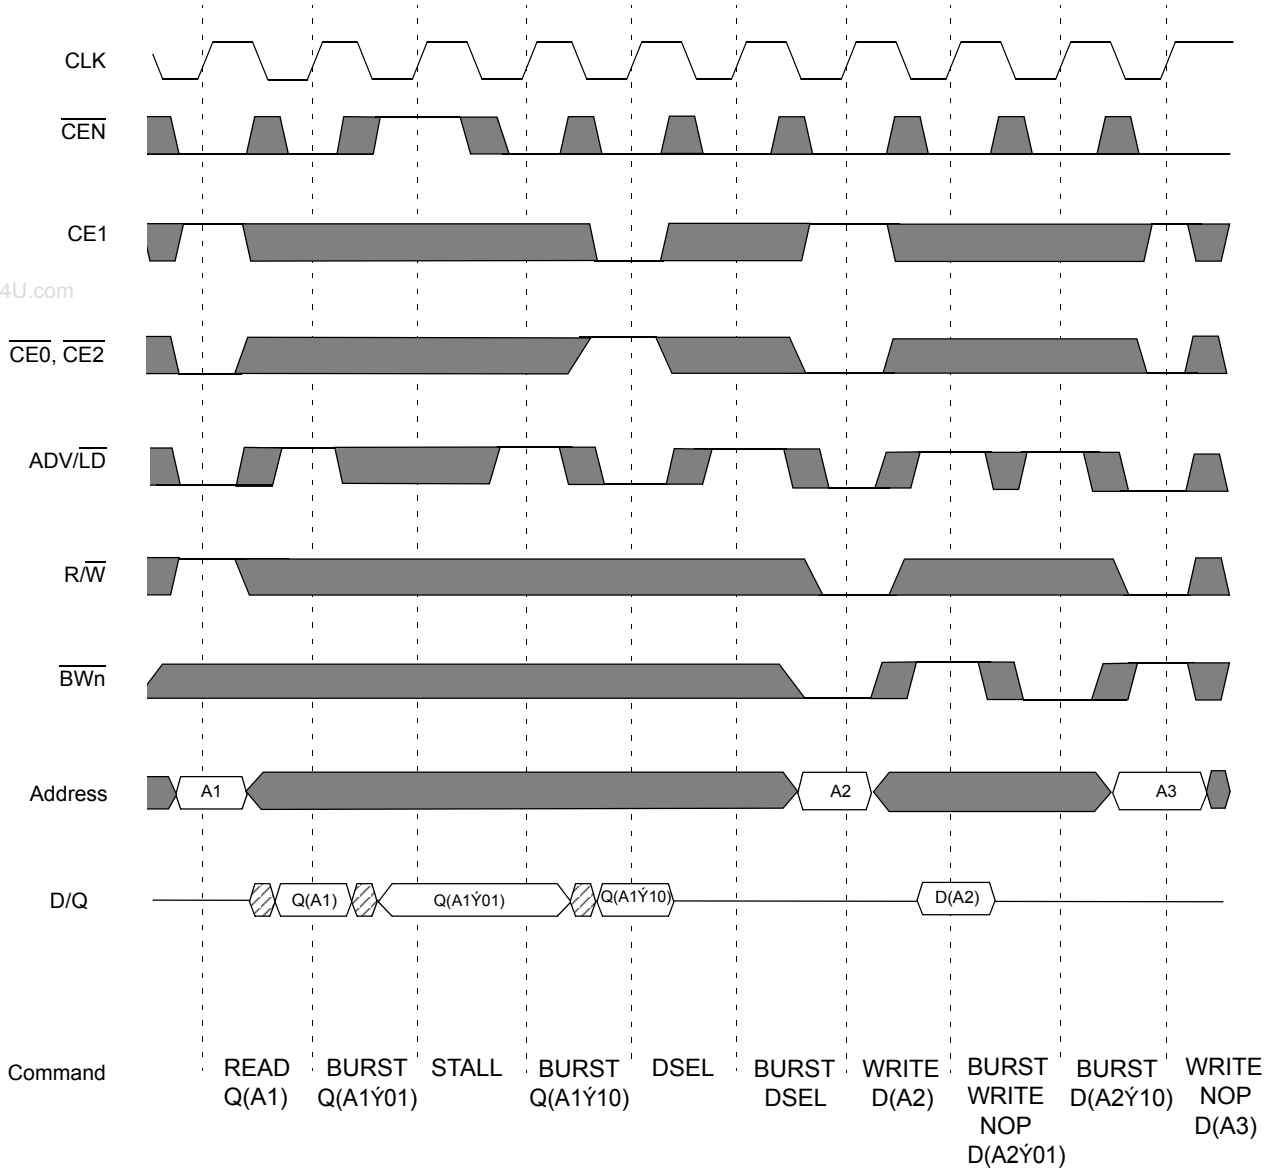 CLK
CEN
CE1
4U.com
CE0, CE2
ADV/LD
R/W
BWn
Address A1 A2 A3
D/Q Q(A1) Q(A1Ý01) Q(A1Ý10) D(A2)
Command
READ
Q(A1)
BURST
Q(A1Ý01)
STALL
BURST
Q(A1Ý10)
DSEL
BURST
DSEL
WRITE
D(A2)
BURST
WRITE
NOP
D(A2Ý01)
BURST
D(A2Ý10)
WRITE
NOP
D(A3)